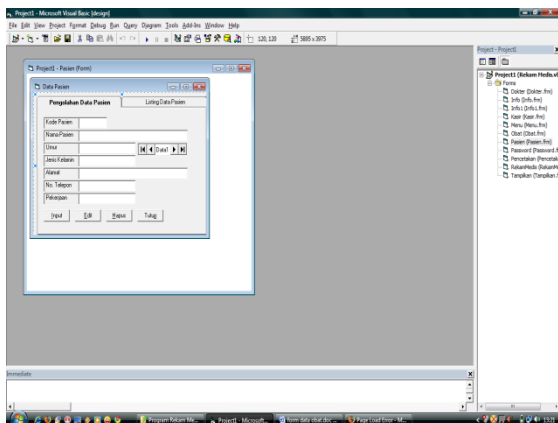 Project1 - Microsoft Visual Basic [design]
File Edit View Project Format Debug Run Query Diagram Tools Add-Ins Window Help
120, 120
5895 x 3975
Project - Project1
Project1 - Pasien (Form)
Data Pasien
Pengolahan Data Pasien
Listing Data Pasien
Kode Pasien
Nama Pasien
Umur
Data1
Jenis Kelamin
Alamat
No. Telepon
Pekerjaan
Input Edit Hapus Tutup
Project1 (Rekam Medis.v
Forms
Dokter (Dokter.frm)
Info (Info.frm)
Info1 (Info1.frm)
Kasir (Kasir.frm)
Menu (Menu.frm)
Obat (Obat.frm)
Pasien (Pasien.frm)
Password (Password.f
Pencetakan (Pencetak
RekamMedis (RekamM
Tampilkan (Tampilkan.f
Immediate
Program Rekam Me...
Project1 - Microsoft...
form data obat.doc ...
Page Load Error - M...
13:21